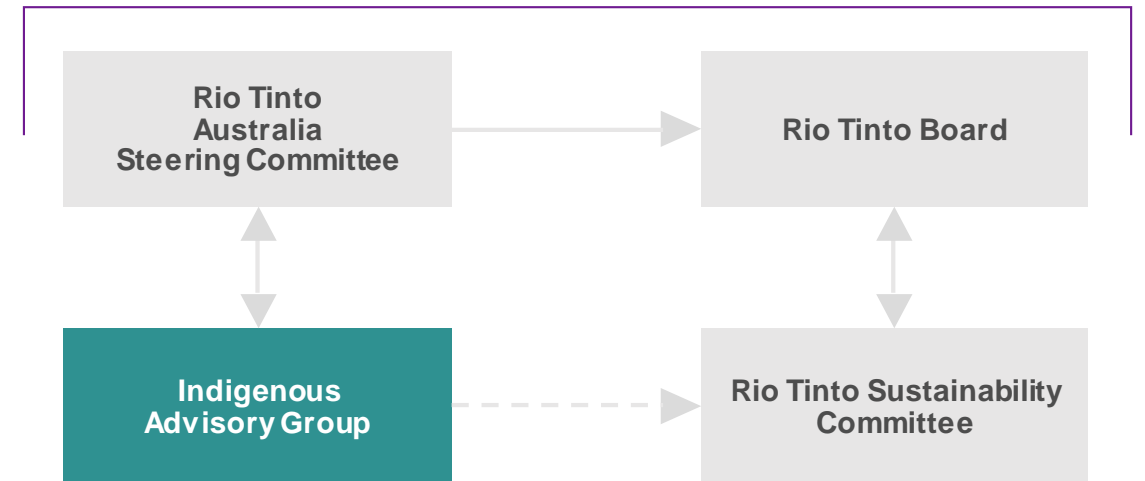 Rio Tinto
Australia
Steering Committee
Rio Tinto Board
Indigenous
Advisory Group
Rio Tinto Sustainability
Committee